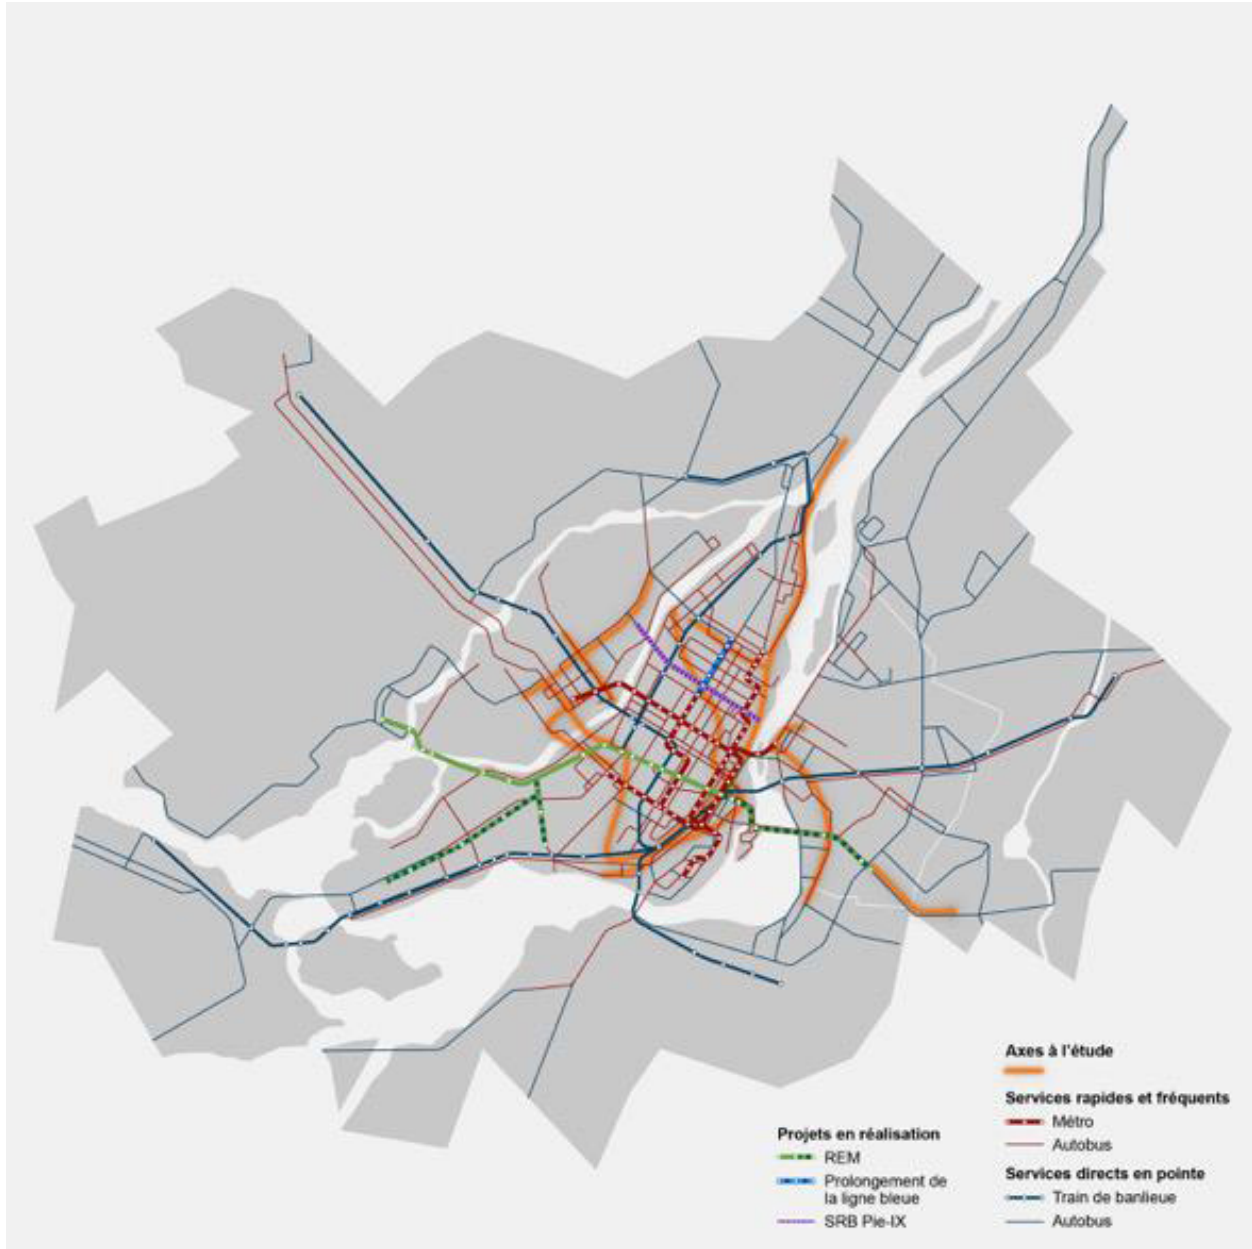 Projets en réalisation
REM
Prolongement de
la ligne bleue
SRB Pie-IX
Axes à l'étude
Services rapides et fréquents
Métro
Autobus
Services directs en pointe
Train de banlieue
Autobus